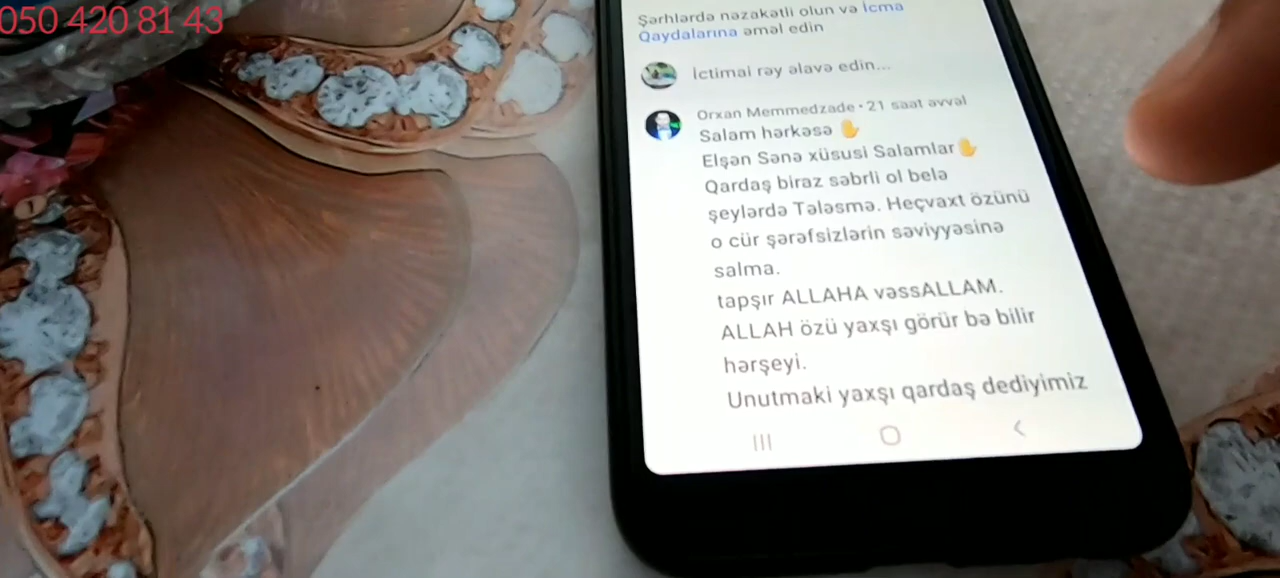 050 420 81 43
Şərhlərdə nəzakətli olun və İcma
Qaydalarına əməl edin
İctimai rəy əlavə edin...
Orxan Memmedzade • 21 saat əvvəl
Salam hərkəsə ✋
Elşən Sənə xüsusi Salamlar✋
Qardaş biraz səbrli ol belə
şeylərdə Tələsmə. Heçvaxt özünü
o cür şərəfsizlərin səviyyəsinə
salma.
tapşır ALLAHA vəssALLAM.
ALLAH özü yaxşı görür bə bilir
hərşeyi.
Unutmaki yaxşı qardaş dediyimiz